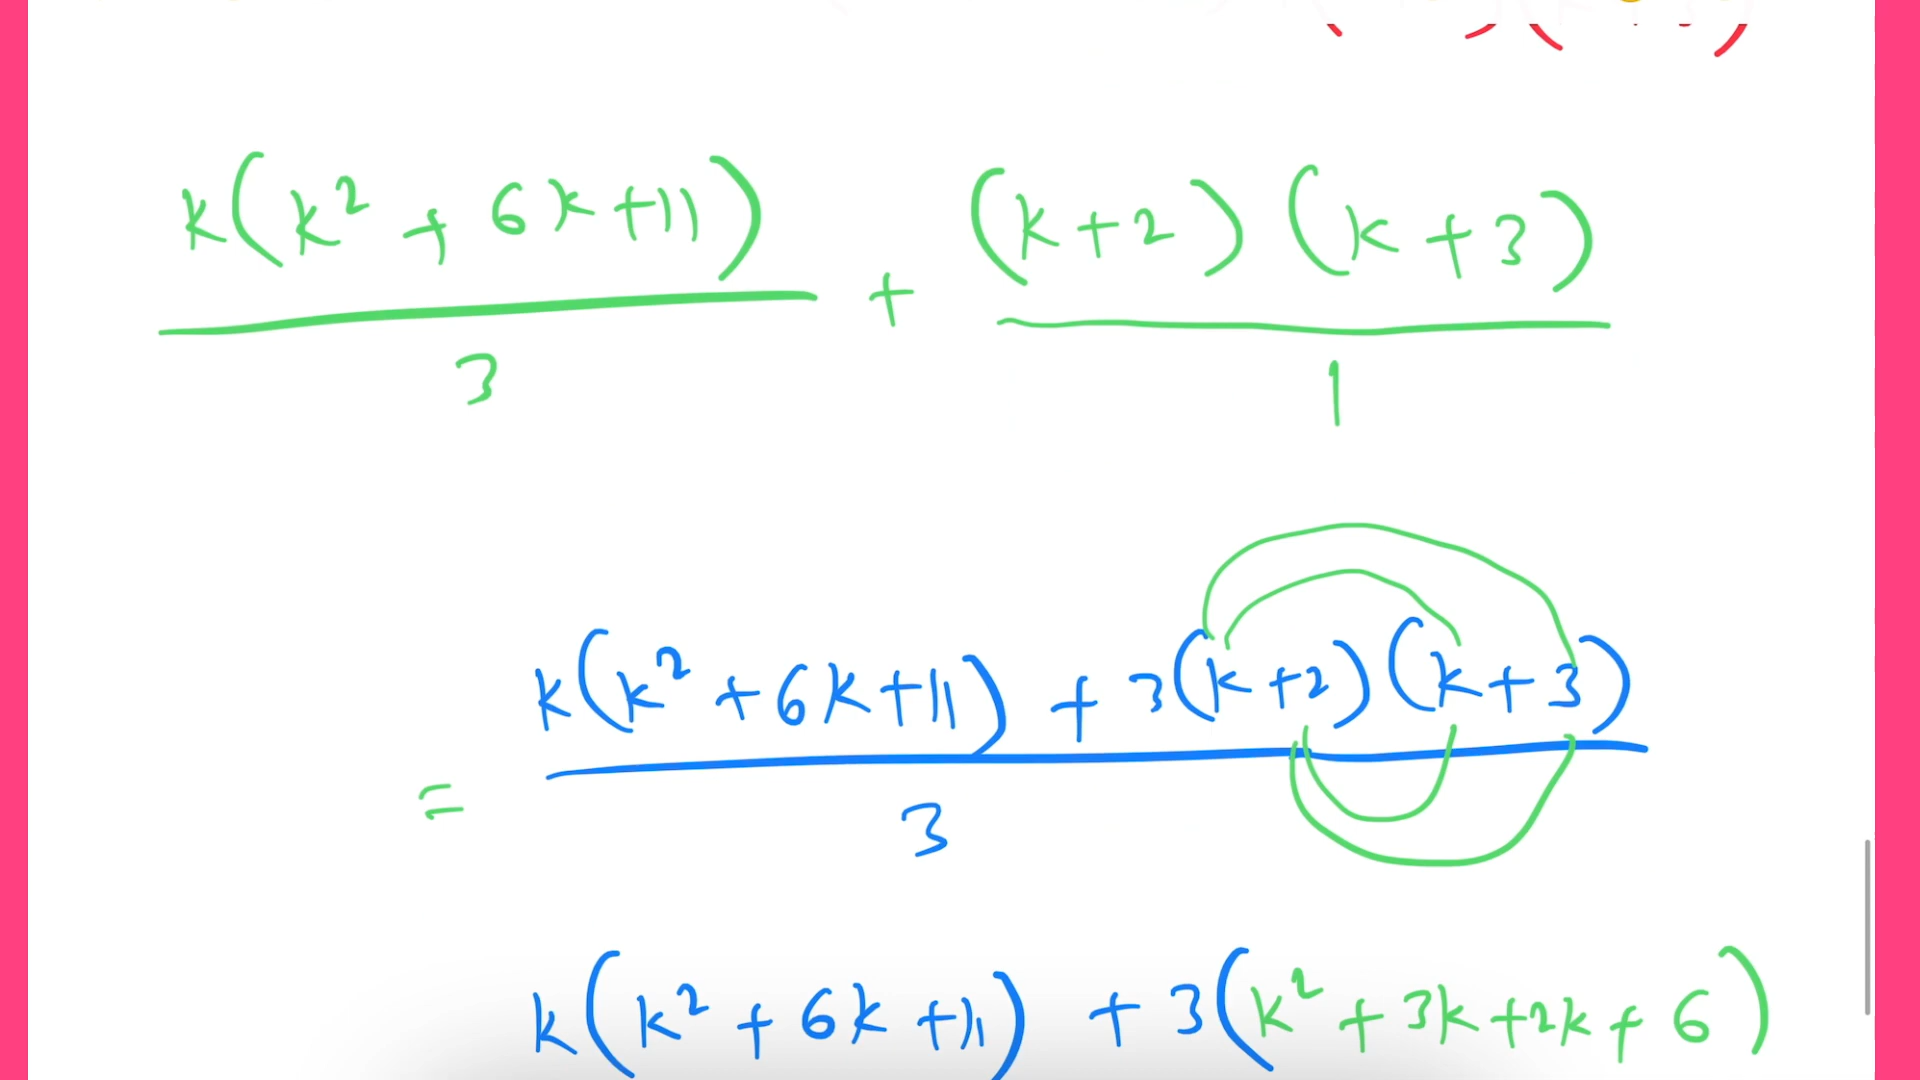 k(k² + 6k+11) + (k+2)(k+3)
3 1
k(k² + 6k+11) + 3(k+2)(k+3)
=
3
k(k² + 6k+11) + 3(k² + 3k+2k+6)